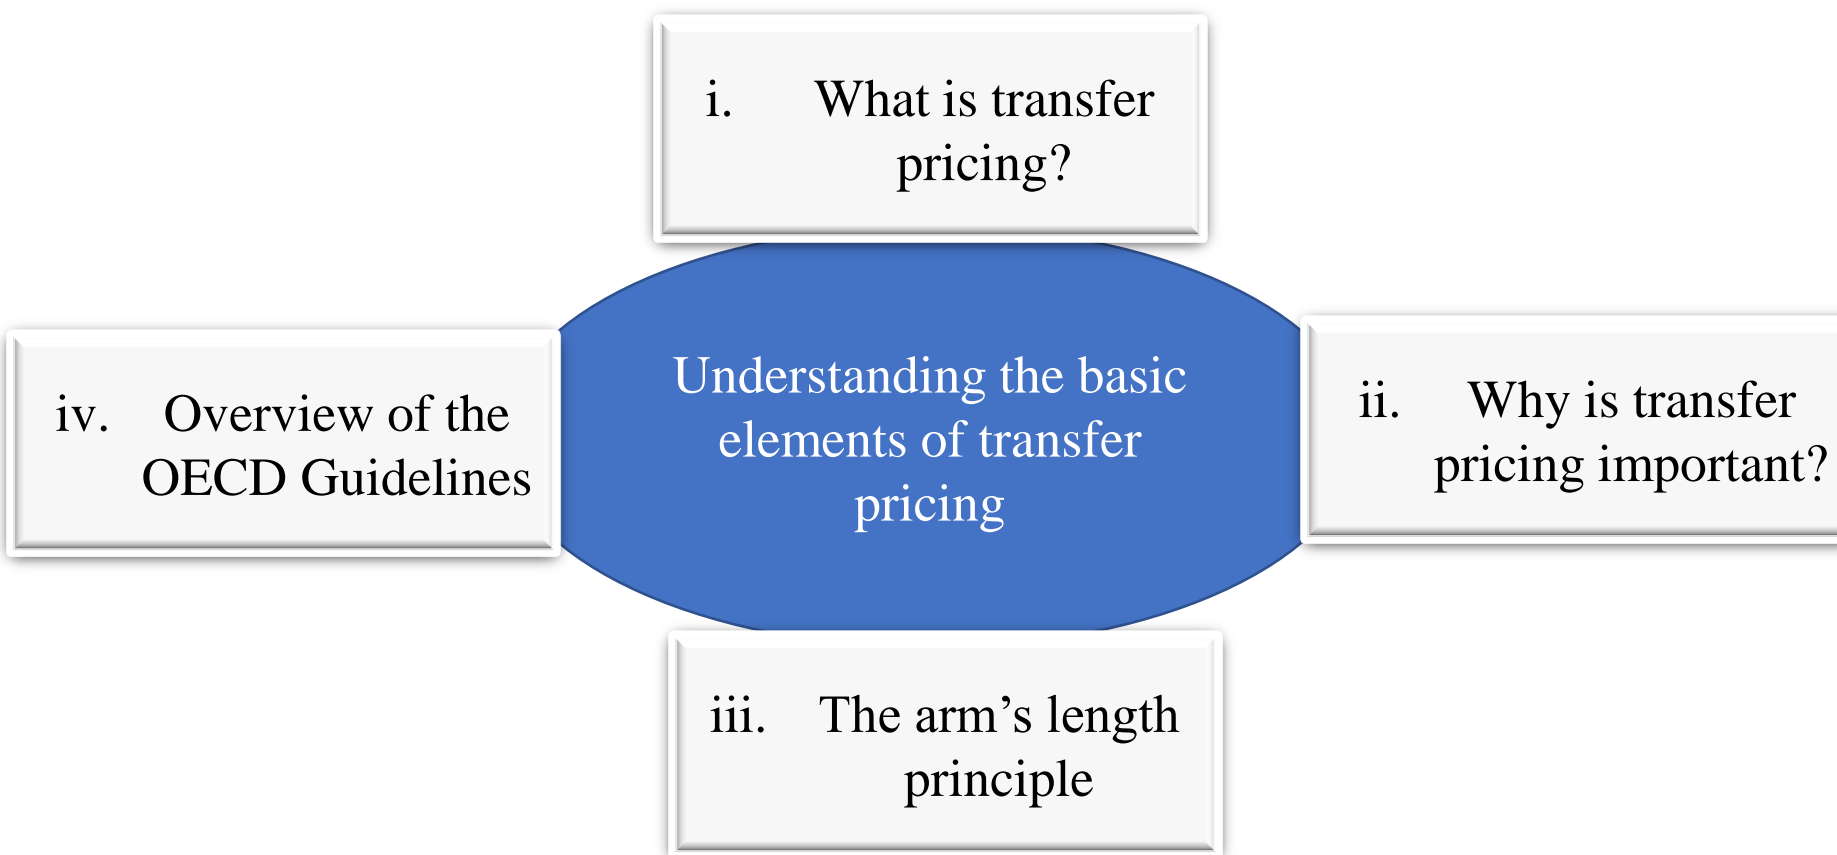 i. What is transfer
pricing?
Understanding the basic
elements of transfer
pricing
ii. Why is transfer
pricing important?
iii. The arm’s length
principle
iv. Overview of the
OECD Guidelines